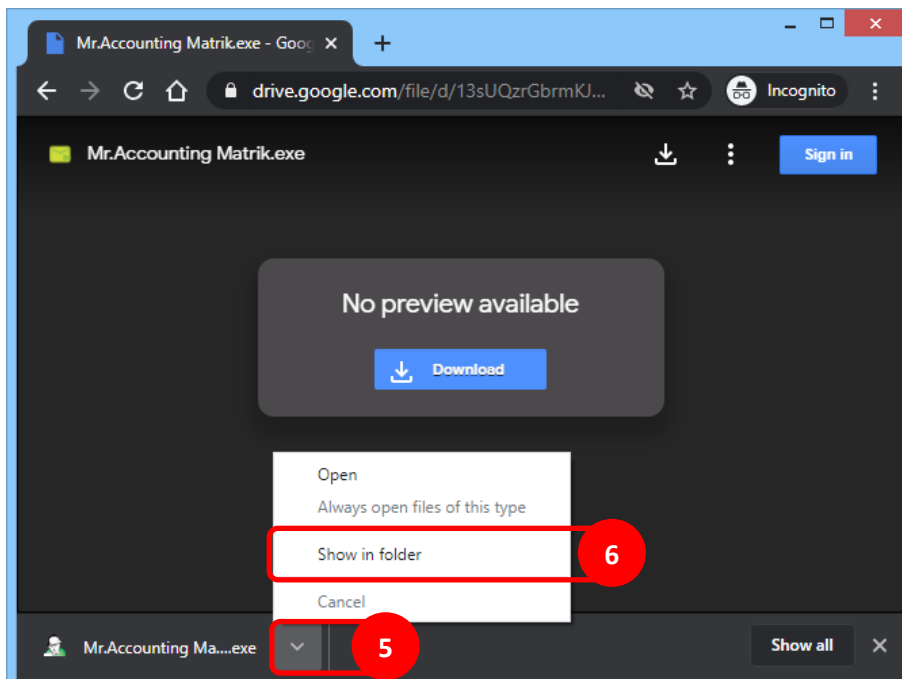 Mr.Accounting Matrik.exe - Goog
drive.google.com/file/d/13sUQzrGbrmKJ... Incognito
Mr.Accounting Matrik.exe Sign in
No preview available
Download
Open
Always open files of this type
Show in folder 6
Cancel
Mr.Accounting Ma....exe 5 Show all